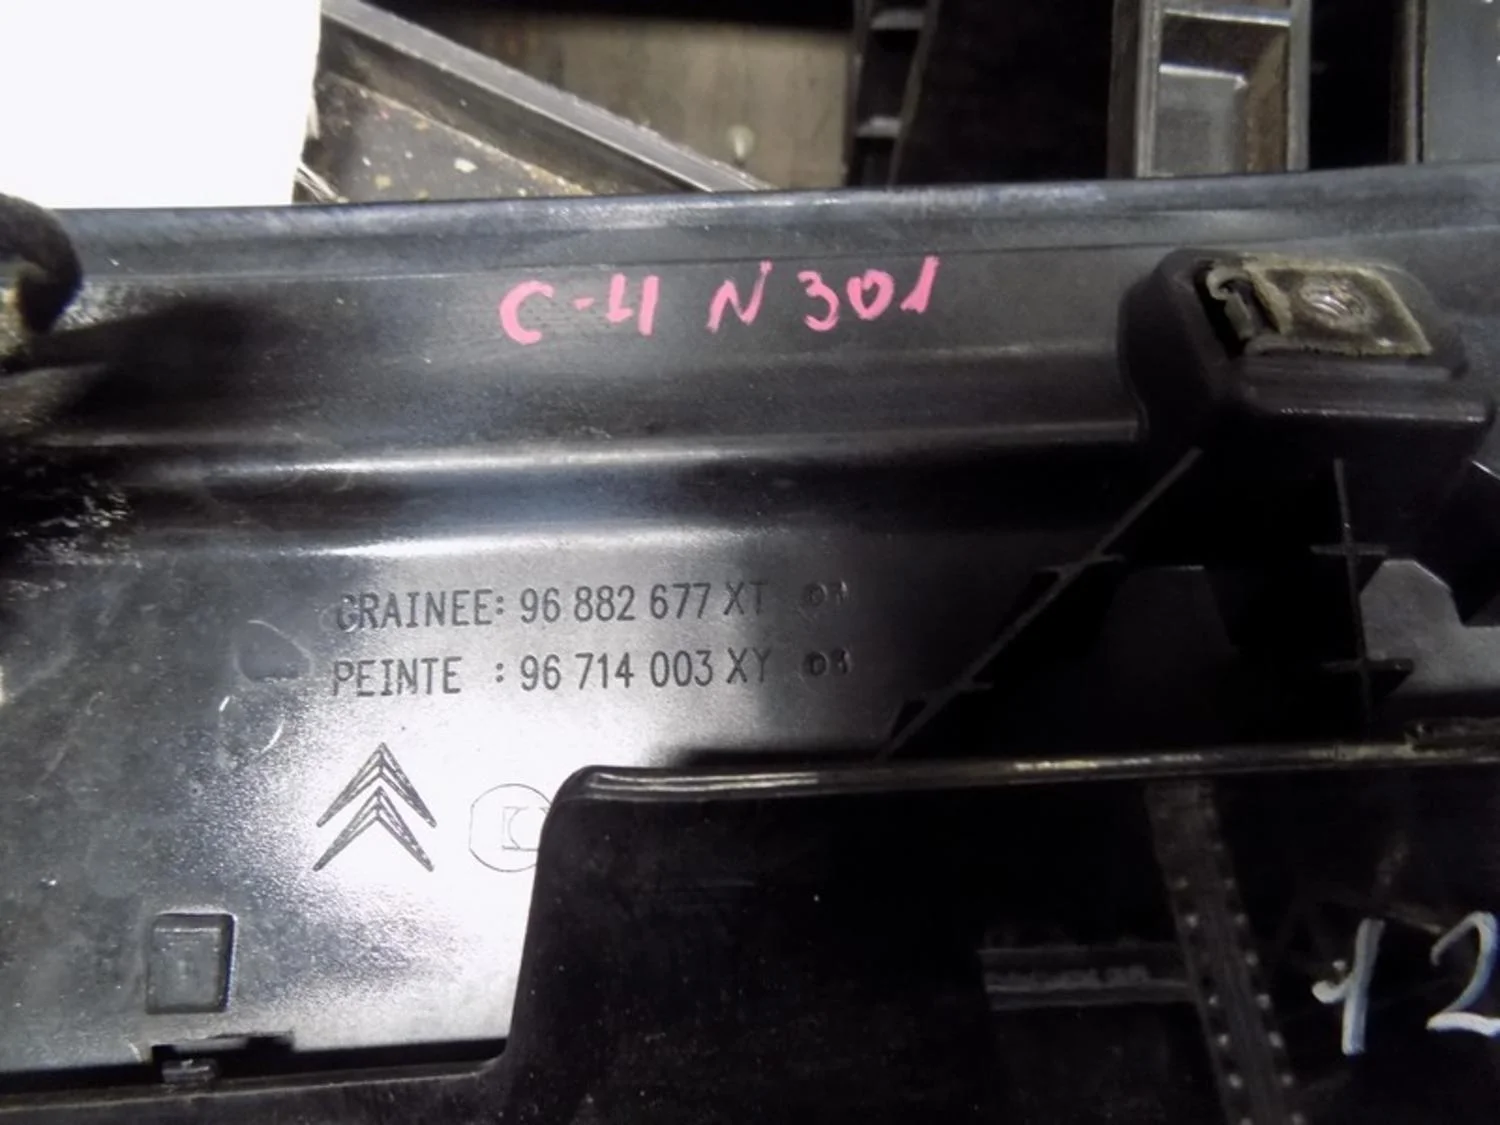 C-4 N 301
GRAINEE: 96 882 677 XT
PEINTE : 96 714 003 XY
12